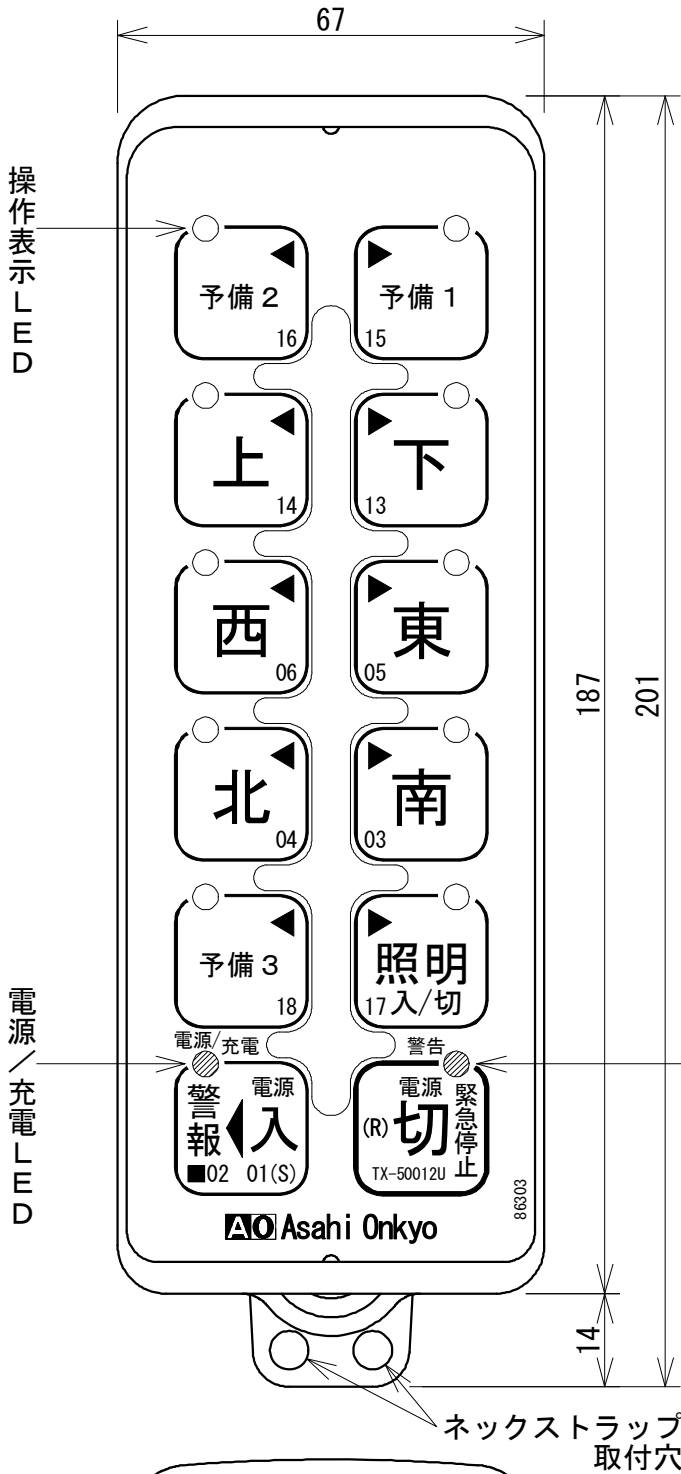 67
操作表示LED
予備2
16
予備1
15
上
14
下
13
187
201
西
06
東
05
北
04
南
03
予備3
18
照明
17 入/切
電源/充電LED
電源/充電
警告
警報
電源
入
■02 01(S)
電源
(R) 切
緊急停止
TX-50012U
86303
AO Asahi Onkyo
14
ネックストラップ
取付穴